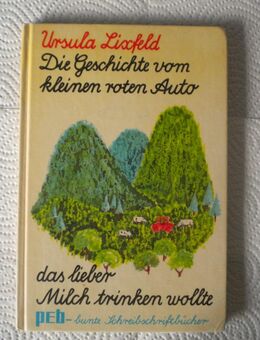 Ursula Lixfeld
Die Geschichte vom
kleinen roten Auto
das lieber
Milch trinken wollte
peb - bunte Schreibschriftbücher